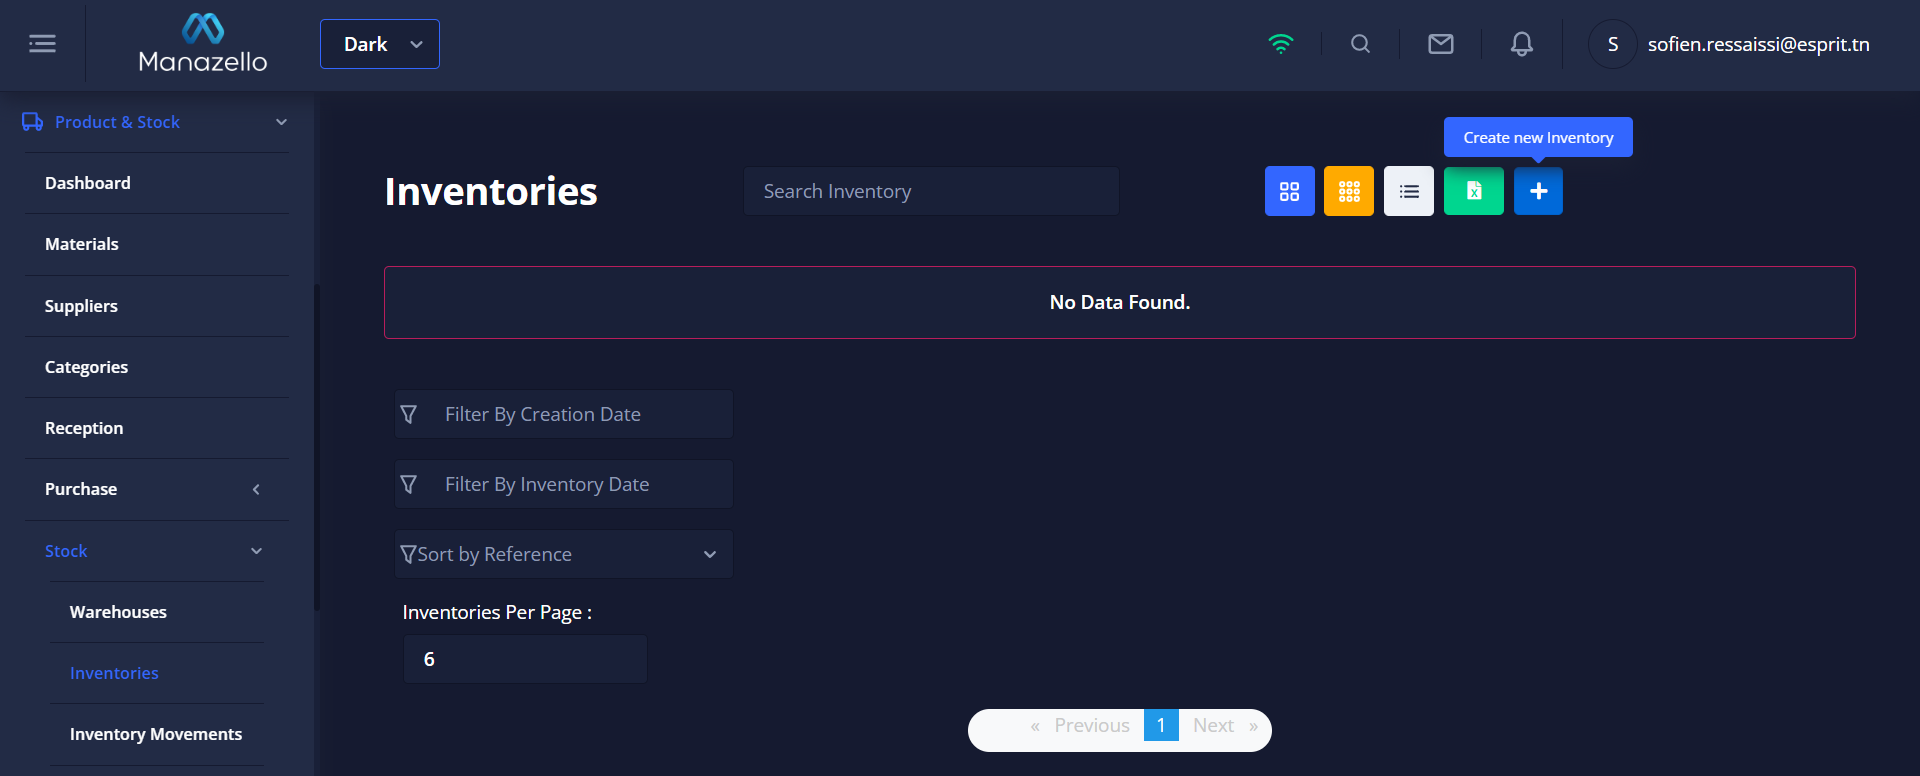 Manazello
Dark
S
sofien.ressaissi@esprit.tn
Product & Stock
Dashboard
Materials
Suppliers
Categories
Reception
Purchase
Stock
Warehouses
Inventories
Inventory Movements
Create new Inventory
Inventories
Search Inventory
X
No Data Found.
Filter By Creation Date
Filter By Inventory Date
Sort by Reference
Inventories Per Page :
6
« Previous 1 Next »